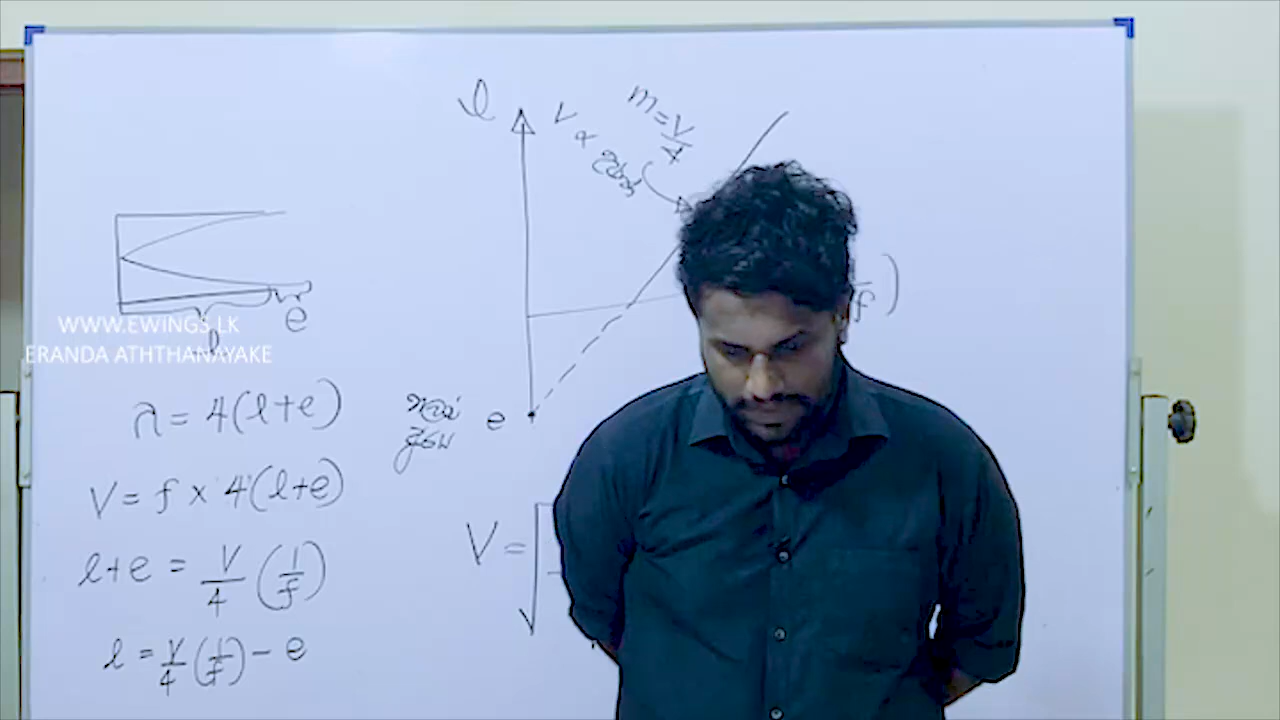 l
V ∝
m = V/4
e
WWW.EWINGS.LK
ERANDA ATHTHANAYAKE
λ = 4(l+e)
e
V = f × 4(l+e)
l+e = V/4 (1/f)
V = √
l = V/4 (1/f) - e